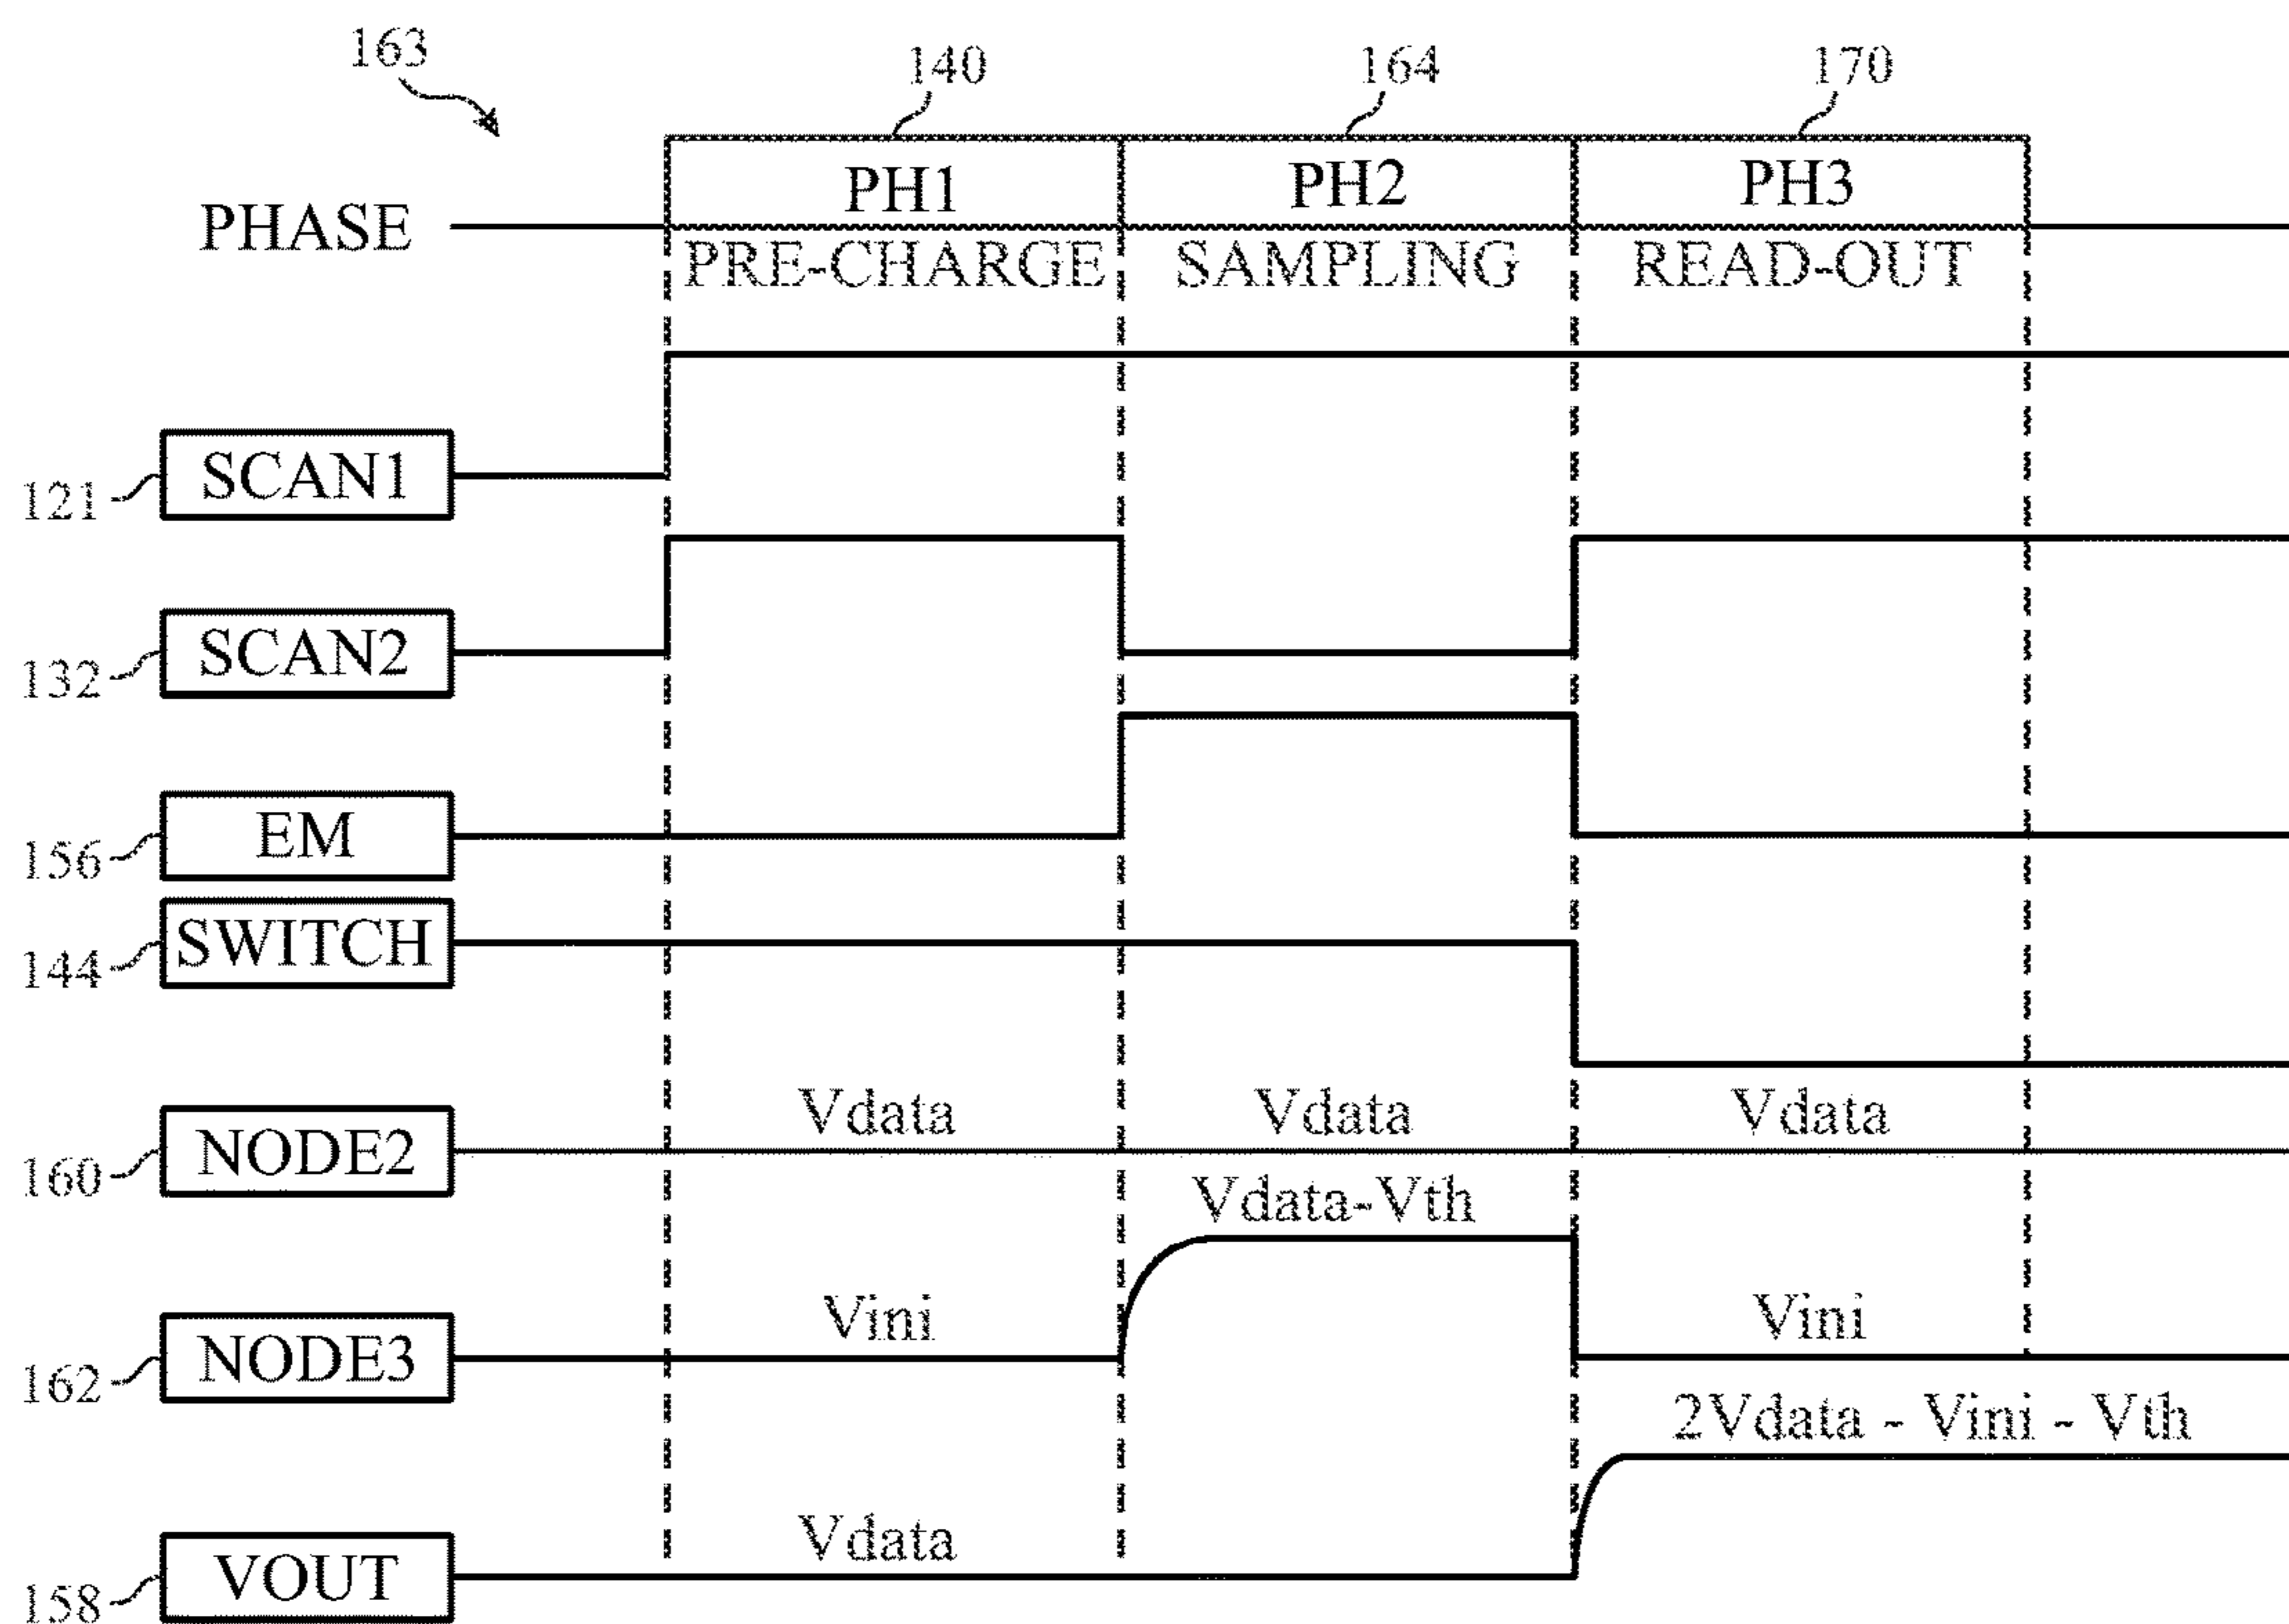 163
140 164 170
PH1 PH2 PH3
PHASE
PRE-CHARGE SAMPLING READ-OUT
SCAN1
121
SCAN2
132
EM
156
SWITCH
144
Vdata Vdata Vdata
NODE2
160
Vdata-Vth
Vini Vini
NODE3
162
2Vdata - Vini - Vth
Vdata
VOUT
158